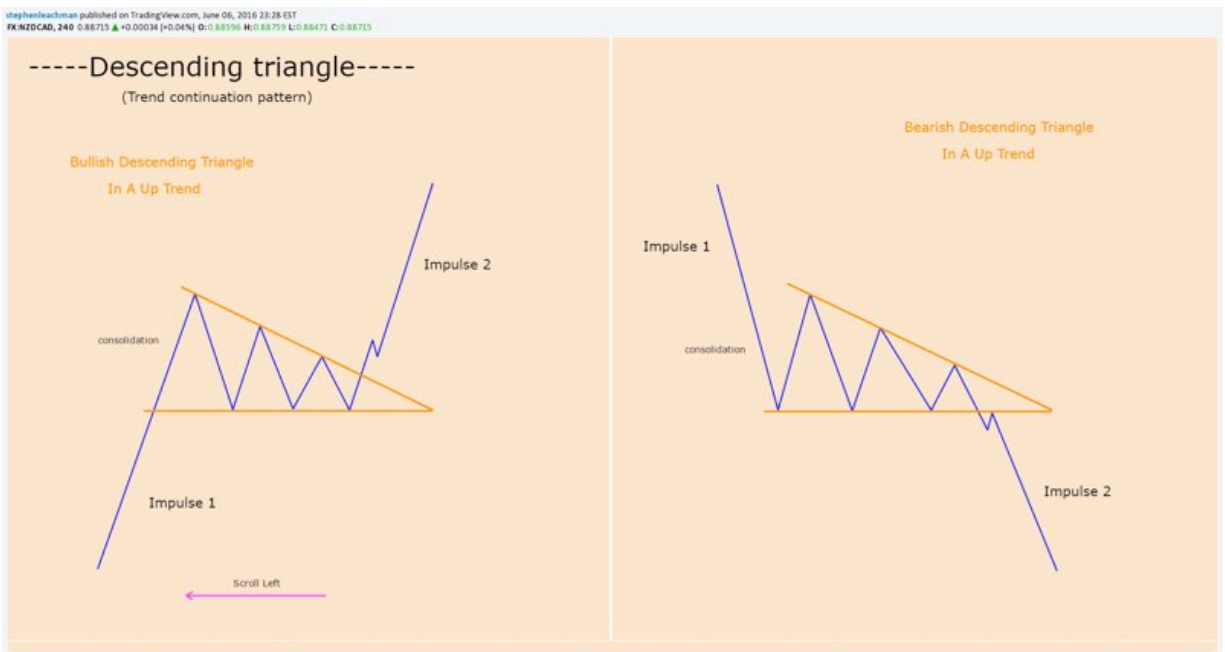 stephenleachman published on TradingView.com, June 06, 2016 23:28 EST
FX:NZDCAD, 240 0.88715 ▲ +0.00034 (+0.04%) O:0.88596 H:0.88759 L:0.88471 C:0.88715
-----Descending triangle-----
(Trend continuation pattern)
Bullish Descending Triangle
In A Up Trend
Impulse 2
consolidation
Impulse 1
Scroll Left
Bearish Descending Triangle
In A Up Trend
Impulse 1
consolidation
Impulse 2